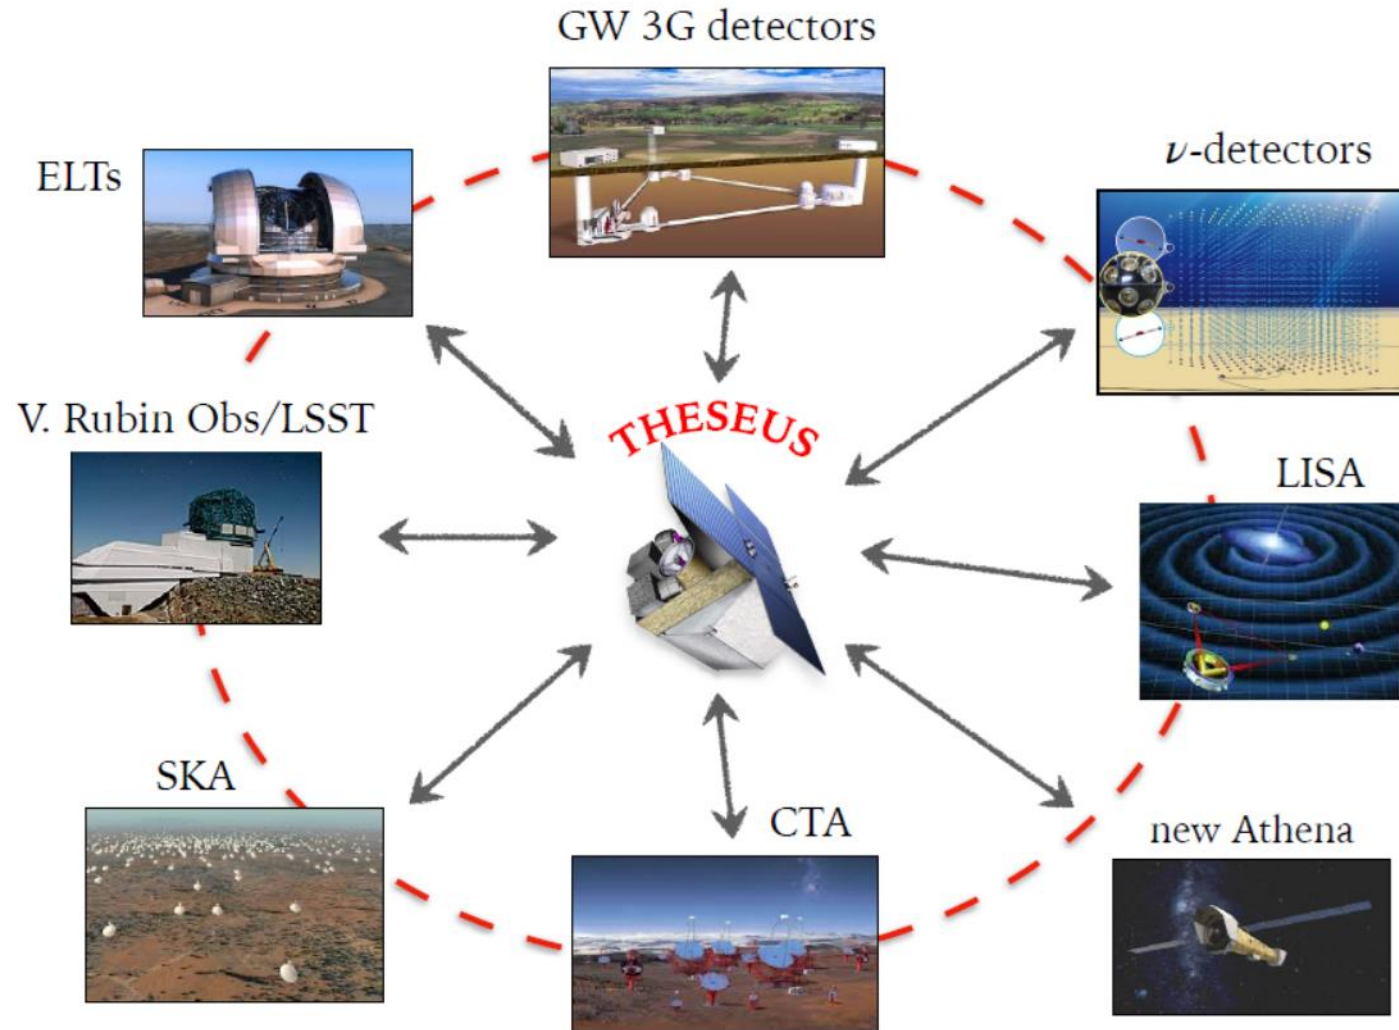 GW 3G detectors
ELTs
ν-detectors
V. Rubin Obs/LSST
THESEUS
LISA
SKA
CTA
new Athena